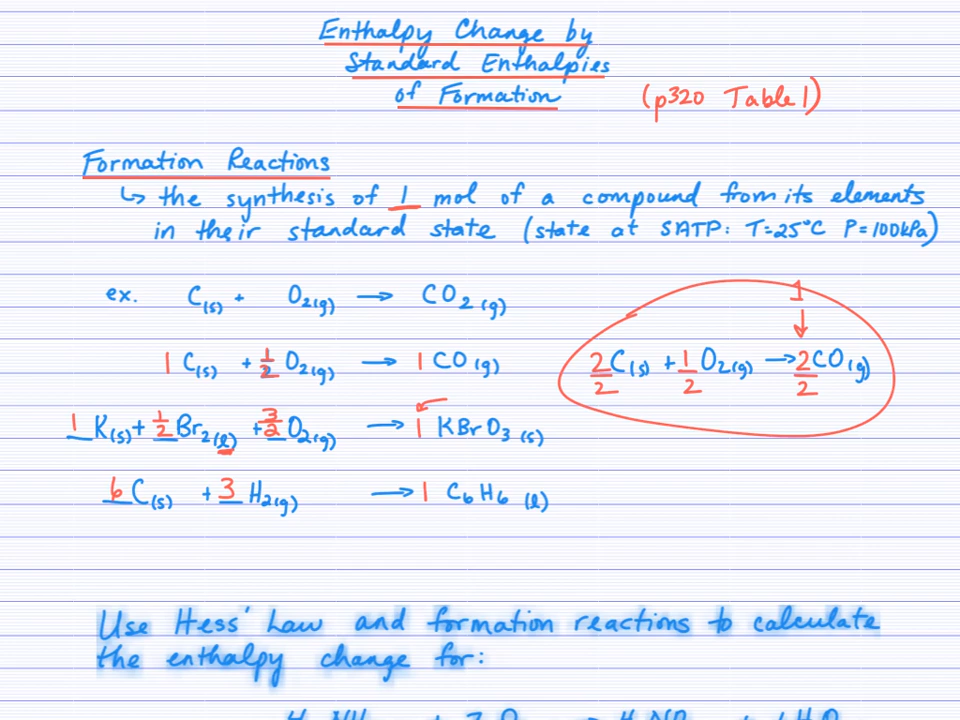 Enthalpy Change by
Standard Enthalpies
of Formation (p320 Table 1)
Formation Reactions
↳ the synthesis of 1 mol of a compound from its elements
in their standard state (state at SATP: T=25°C P=100kPa)
ex. C(s) + O2(g) → CO2(g)
1
↓
1 C(s) + 1/2 O2(g) → 1 CO(g)
2/2 C(s) + 1/2 O2(g) → 2/2 CO(g)
1 K(s) + 1/2 Br2(l) + 3/2 O2(g) → 1 KBrO3(s)
6 C(s) + 3 H2(g) → 1 C6H6(l)
Use Hess' Law and formation reactions to calculate
the enthalpy change for: